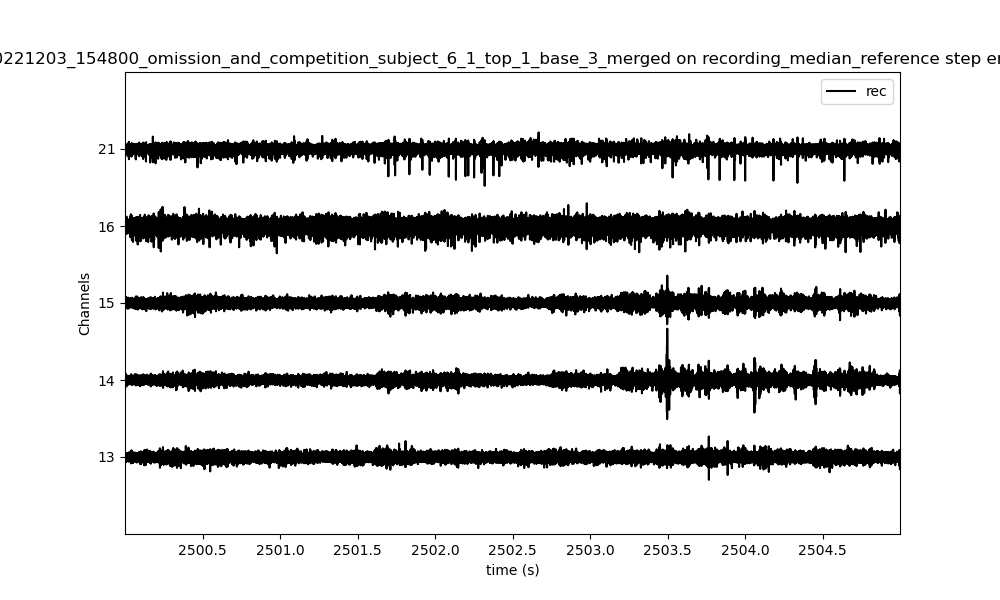 0221203_154800_omission_and_competition_subject_6_1_top_1_base_3_merged on recording_median_reference step
rec
21
16
15
14
13
Channels
2500.5 2501.0 2501.5 2502.0 2502.5 2503.0 2503.5 2504.0 2504.5
time (s)